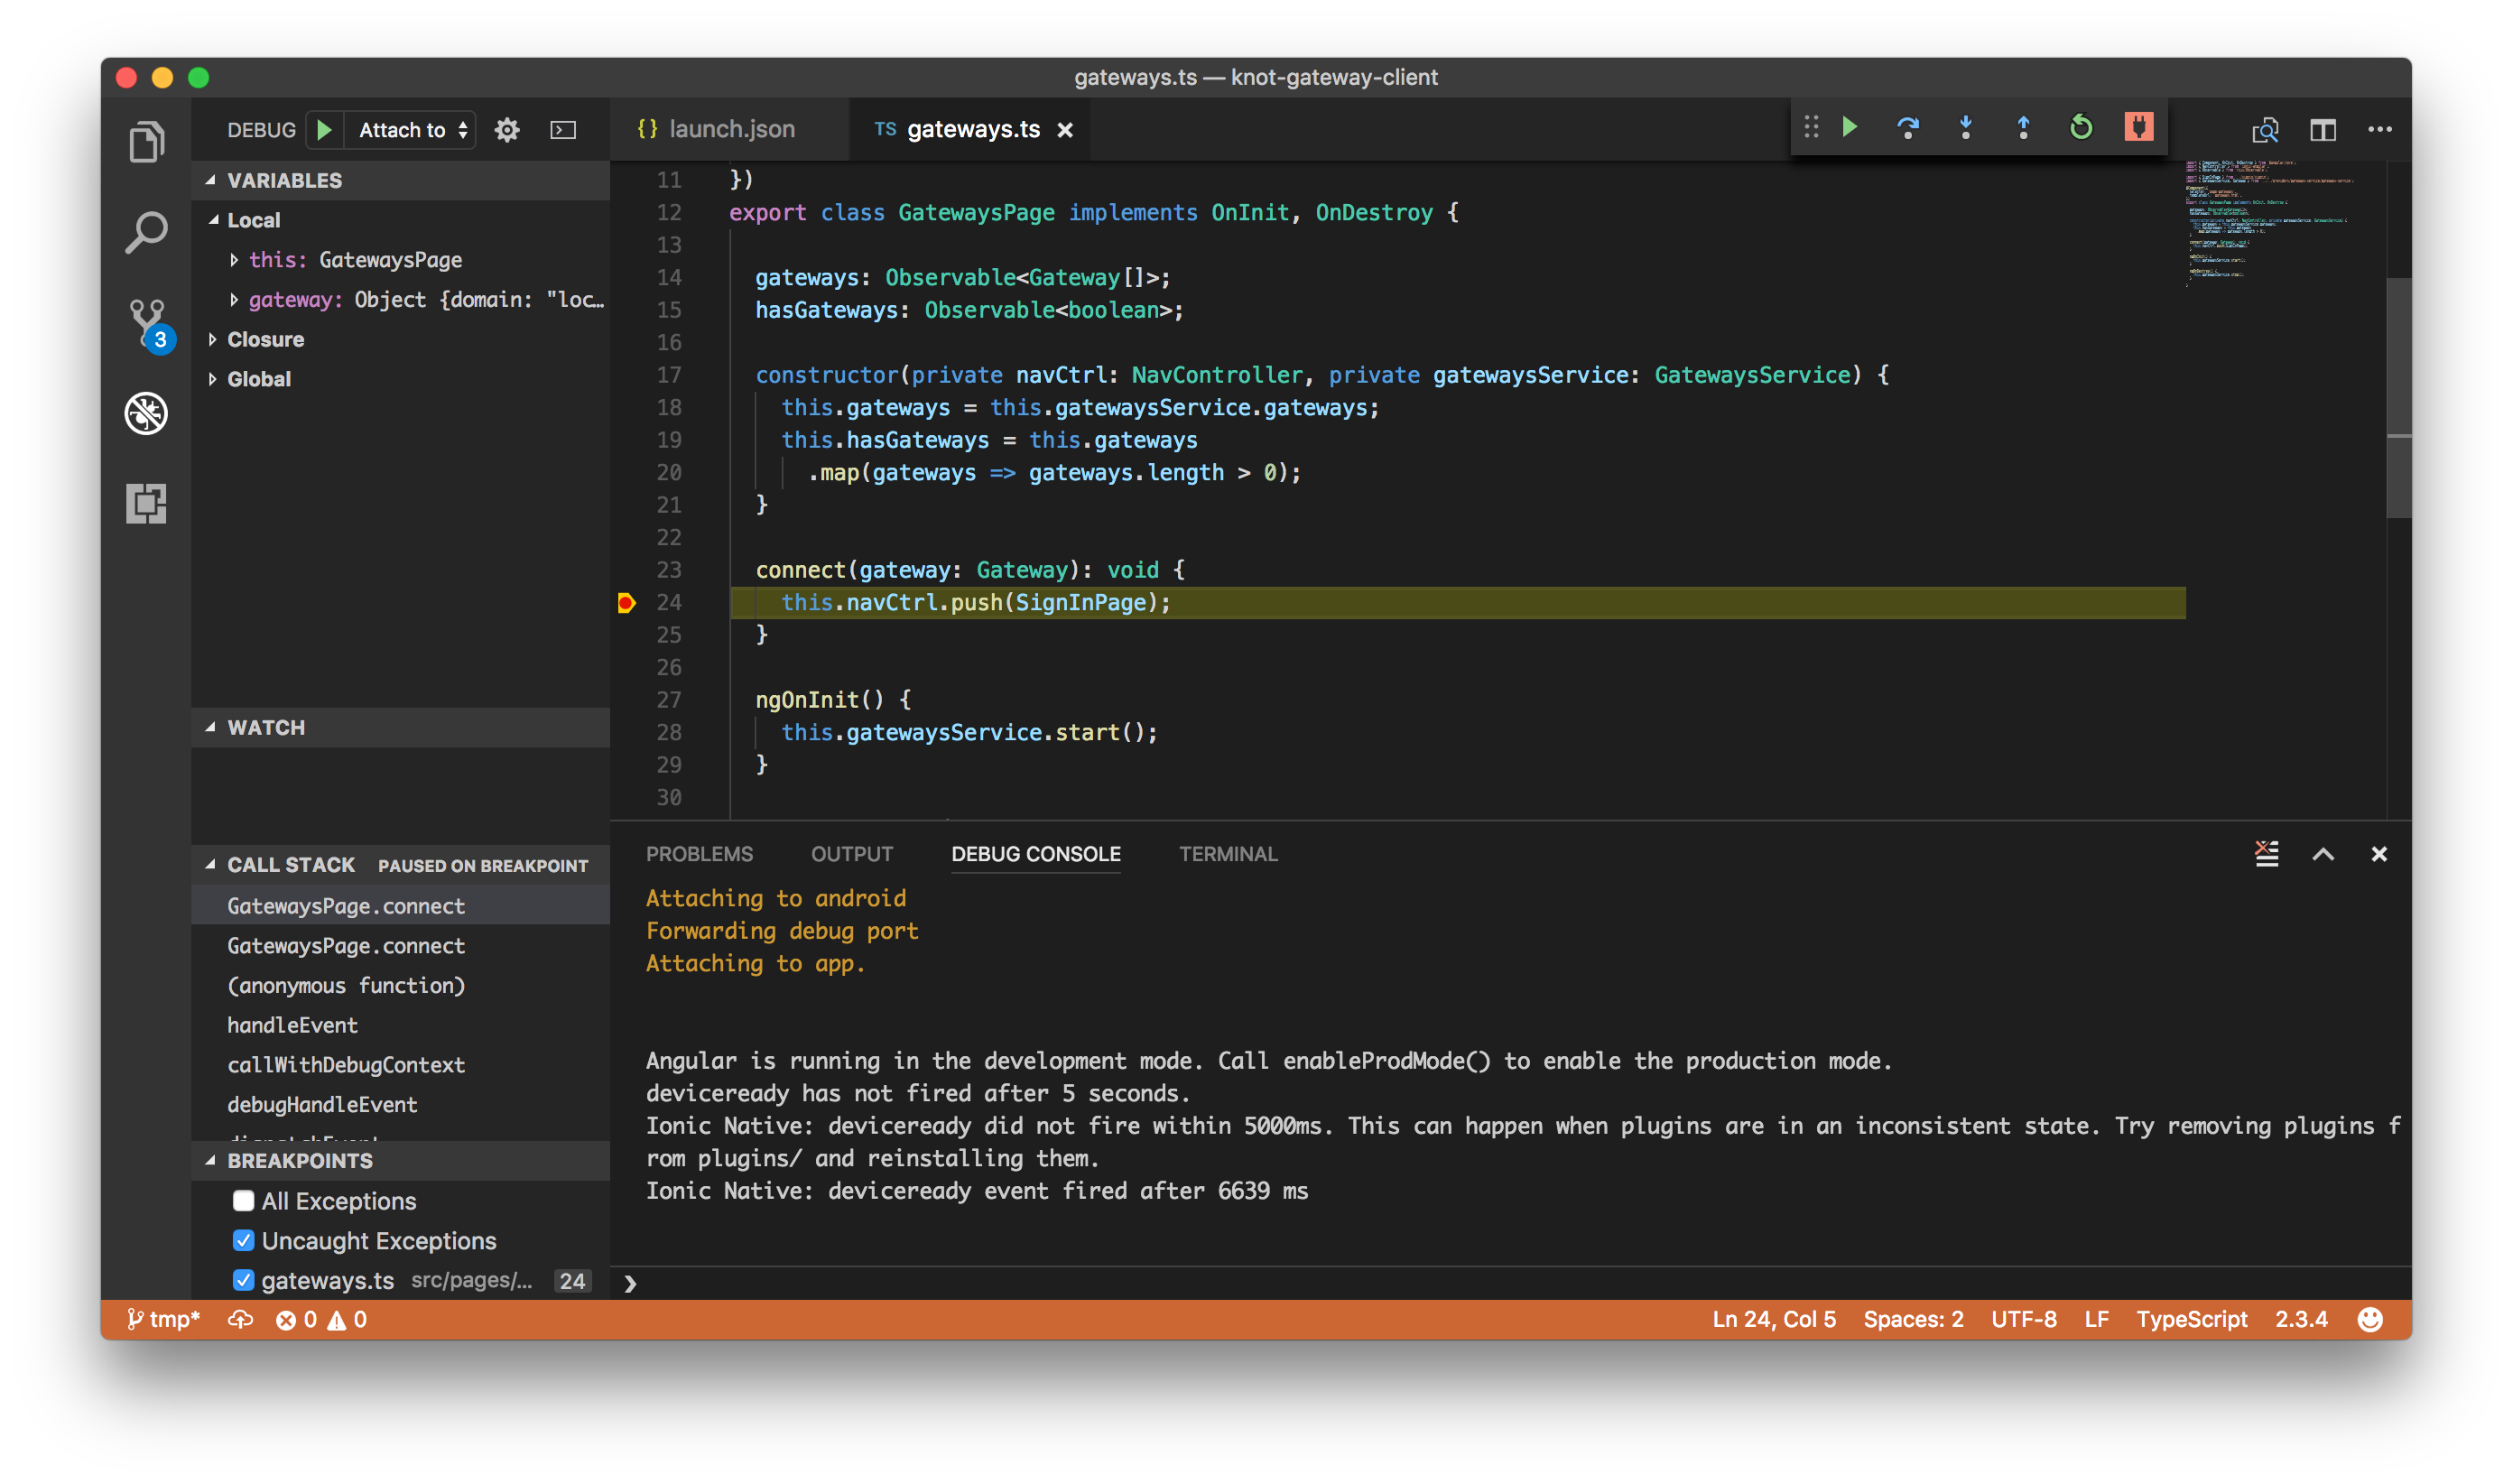 gateways.ts — knot-gateway-client
DEBUG Attach to
{} launch.json
TS gateways.ts
VARIABLES
Local
this: GatewaysPage
gateway: Object {domain: "loc…
Closure
Global
3
WATCH
CALL STACK PAUSED ON BREAKPOINT
GatewaysPage.connect
GatewaysPage.connect
(anonymous function)
handleEvent
callWithDebugContext
debugHandleEvent
BREAKPOINTS
All Exceptions
Uncaught Exceptions
gateways.ts src/pages/... 24
11 })
12 export class GatewaysPage implements OnInit, OnDestroy {
13
14 gateways: Observable<Gateway[]>;
15 hasGateways: Observable<boolean>;
16
17 constructor(private navCtrl: NavController, private gatewaysService: GatewaysService) {
18 this.gateways = this.gatewaysService.gateways;
19 this.hasGateways = this.gateways
20 .map(gateways => gateways.length > 0);
21 }
22
23 connect(gateway: Gateway): void {
24 this.navCtrl.push(SignInPage);
25 }
26
27 ngOnInit() {
28 this.gatewaysService.start();
29 }
30
PROBLEMS OUTPUT DEBUG CONSOLE TERMINAL
Attaching to android
Forwarding debug port
Attaching to app.
Angular is running in the development mode. Call enableProdMode() to enable the production mode.
deviceready has not fired after 5 seconds.
Ionic Native: deviceready did not fire within 5000ms. This can happen when plugins are in an inconsistent state. Try removing plugins f
rom plugins/ and reinstalling them.
Ionic Native: deviceready event fired after 6639 ms
❯
tmp* 0 0 Ln 24, Col 5 Spaces: 2 UTF-8 LF TypeScript 2.3.4